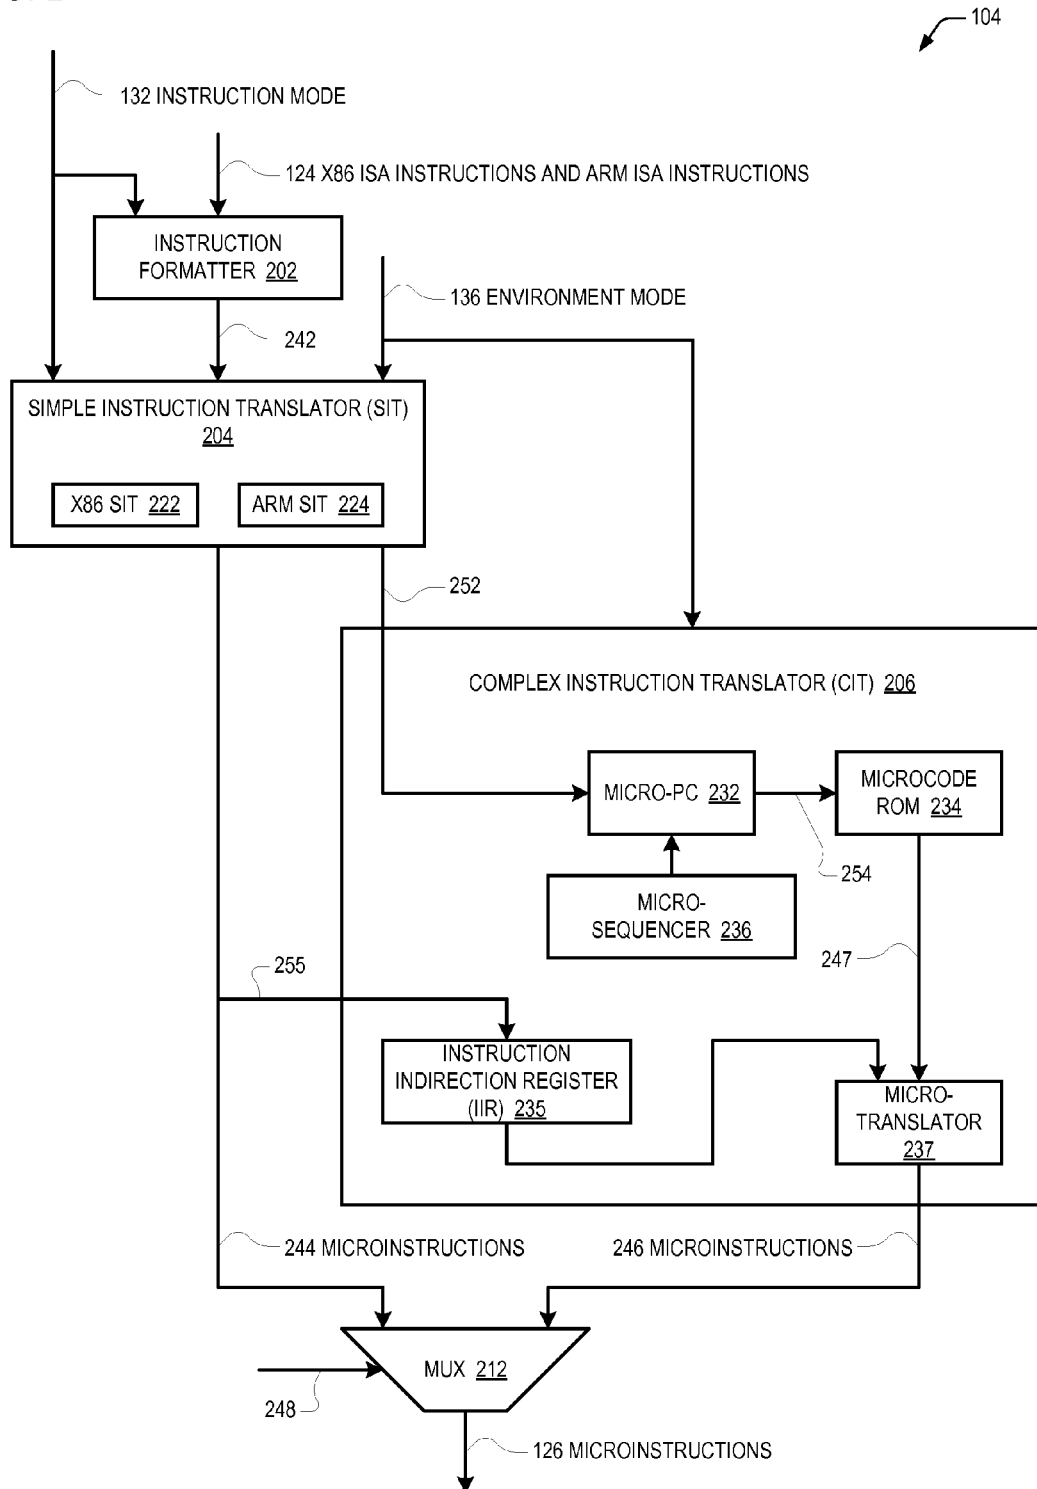 104
132 INSTRUCTION MODE
124 X86 ISA INSTRUCTIONS AND ARM ISA INSTRUCTIONS
INSTRUCTION
FORMATTER 202
136 ENVIRONMENT MODE
242
SIMPLE INSTRUCTION TRANSLATOR (SIT)
204
X86 SIT 222
ARM SIT 224
252
COMPLEX INSTRUCTION TRANSLATOR (CIT) 206
MICRO-PC 232
MICROCODE
ROM 234
254
MICRO-
SEQUENCER 236
247
255
INSTRUCTION
INDIRECTION REGISTER
(IIR) 235
MICRO-
TRANSLATOR
237
244 MICROINSTRUCTIONS
246 MICROINSTRUCTIONS
MUX 212
248
126 MICROINSTRUCTIONS